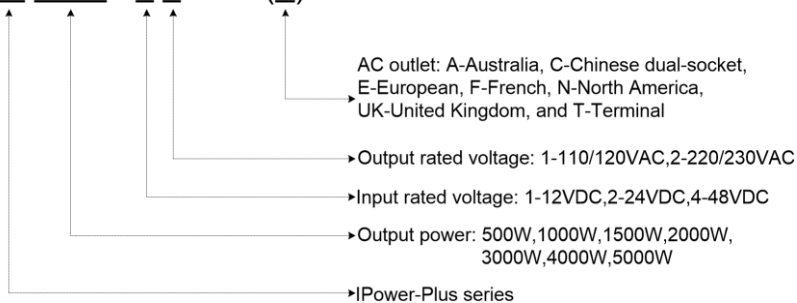 AC outlet: A-Australia, C-Chinese dual-socket,
E-European, F-French, N-North America,
UK-United Kingdom, and T-Terminal
Output rated voltage: 1-110/120VAC,2-220/230VAC
Input rated voltage: 1-12VDC,2-24VDC,4-48VDC
Output power: 500W,1000W,1500W,2000W,
3000W,4000W,5000W
IPower-Plus series